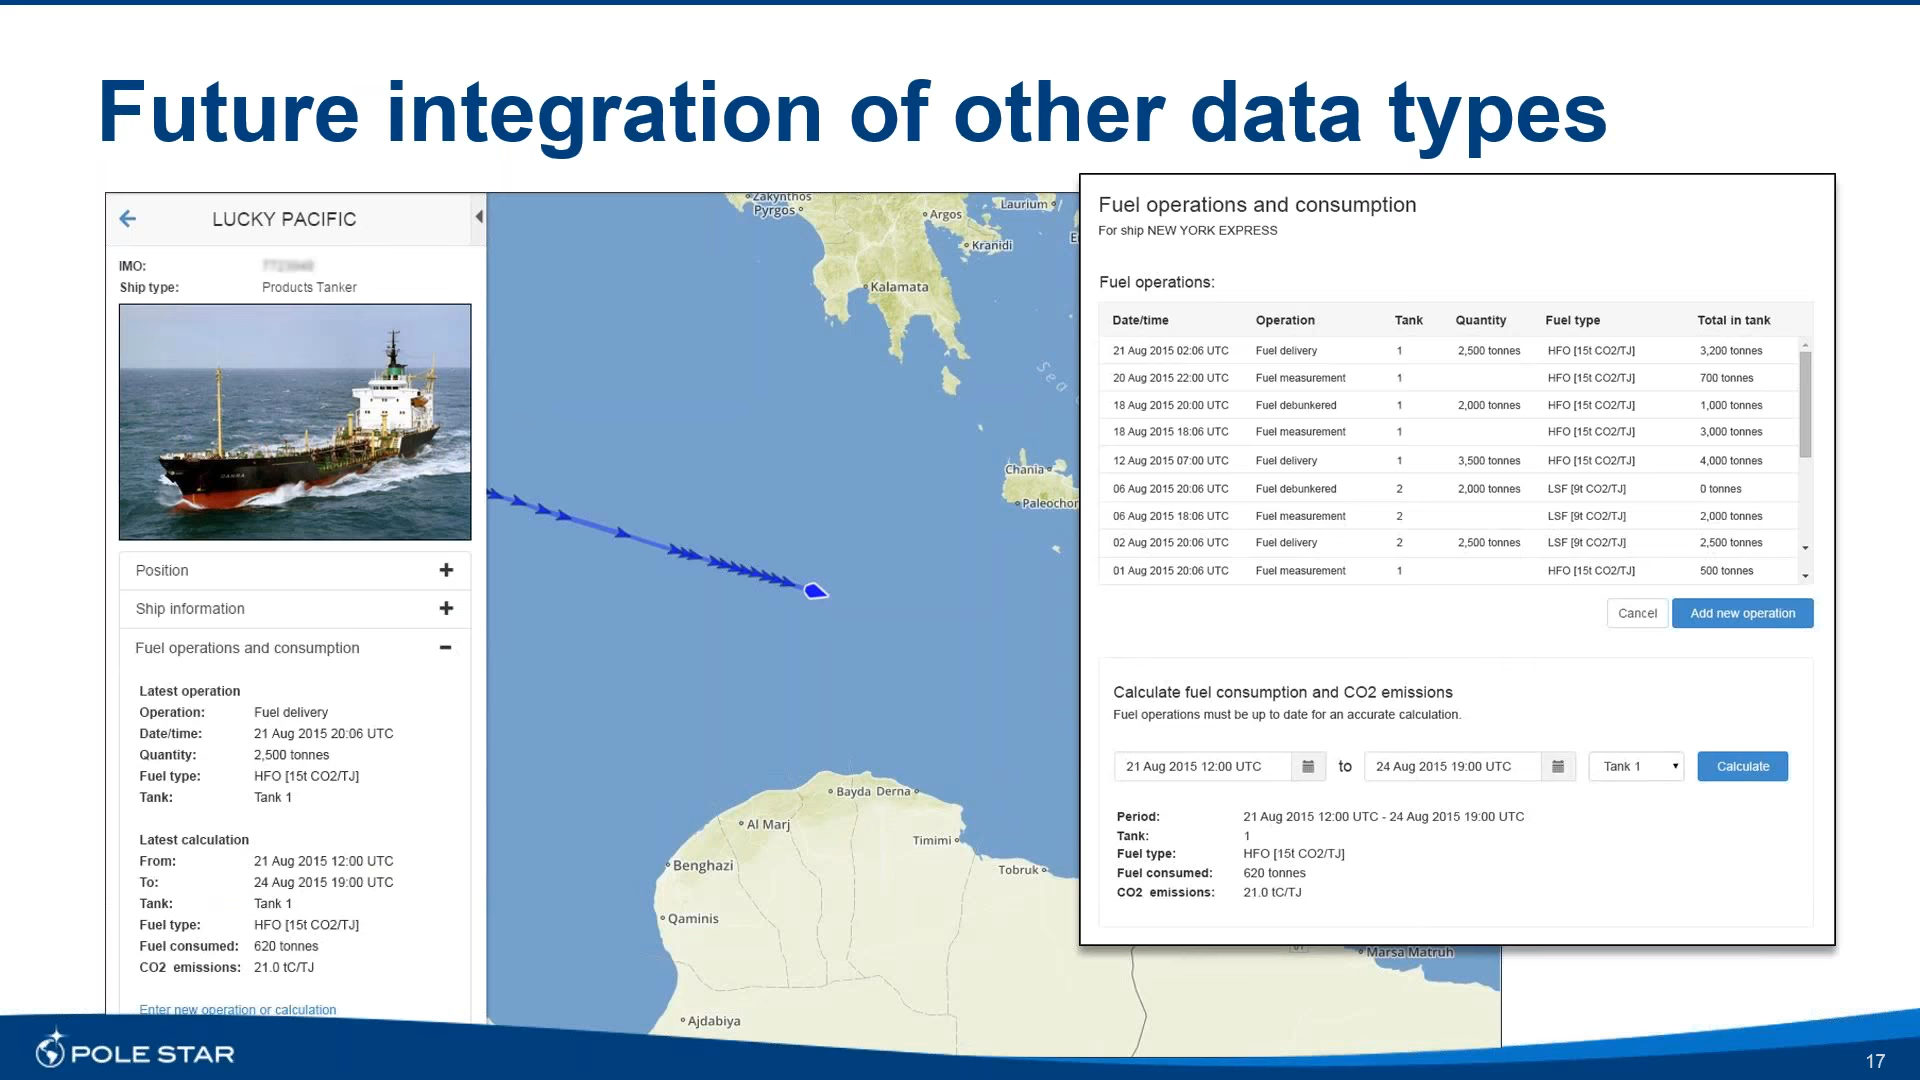 Future integration of other data types
LUCKY PACIFIC
IMO:
Ship type: Products Tanker
Position
Ship information
Fuel operations and consumption
Latest operation
Operation: Fuel delivery
Date/time: 21 Aug 2015 20:06 UTC
Quantity: 2,500 tonnes
Fuel type: HFO [15t CO2/TJ]
Tank: Tank 1
Latest calculation
From: 21 Aug 2015 12:00 UTC
To: 24 Aug 2015 19:00 UTC
Tank: Tank 1
Fuel type: HFO [15t CO2/TJ]
Fuel consumed: 620 tonnes
CO2 emissions: 21.0 tC/TJ
Enter new operation or calculation
Zakynthos
Pyrgos
Argos
Laurium
Kranidi
Kalamata
Sea
Chania
Paleochor
Bayda
Derna
Al Marj
Timimi
Benghazi
Tobruk
Qaminis
Marsa Matruh
Ajdabiya
Fuel operations and consumption
For ship NEW YORK EXPRESS
Fuel operations:
Date/time Operation Tank Quantity Fuel type Total in tank
21 Aug 2015 02:06 UTC Fuel delivery 1 2,500 tonnes HFO [15t CO2/TJ] 3,200 tonnes
20 Aug 2015 22:00 UTC Fuel measurement 1 HFO [15t CO2/TJ] 700 tonnes
18 Aug 2015 20:00 UTC Fuel debunkered 1 2,000 tonnes HFO [15t CO2/TJ] 1,000 tonnes
18 Aug 2015 18:06 UTC Fuel measurement 1 HFO [15t CO2/TJ] 3,000 tonnes
12 Aug 2015 07:00 UTC Fuel delivery 1 3,500 tonnes HFO [15t CO2/TJ] 4,000 tonnes
06 Aug 2015 20:06 UTC Fuel debunkered 2 2,000 tonnes LSF [9t CO2/TJ] 0 tonnes
06 Aug 2015 18:06 UTC Fuel measurement 2 LSF [9t CO2/TJ] 2,000 tonnes
02 Aug 2015 20:06 UTC Fuel delivery 2 2,500 tonnes LSF [9t CO2/TJ] 2,500 tonnes
01 Aug 2015 20:06 UTC Fuel measurement 1 HFO [15t CO2/TJ] 500 tonnes
Cancel Add new operation
Calculate fuel consumption and CO2 emissions
Fuel operations must be up to date for an accurate calculation.
21 Aug 2015 12:00 UTC to 24 Aug 2015 19:00 UTC Tank 1 Calculate
Period: 21 Aug 2015 12:00 UTC - 24 Aug 2015 19:00 UTC
Tank: 1
Fuel type: HFO [15t CO2/TJ]
Fuel consumed: 620 tonnes
CO2 emissions: 21.0 tC/TJ
POLE STAR
17